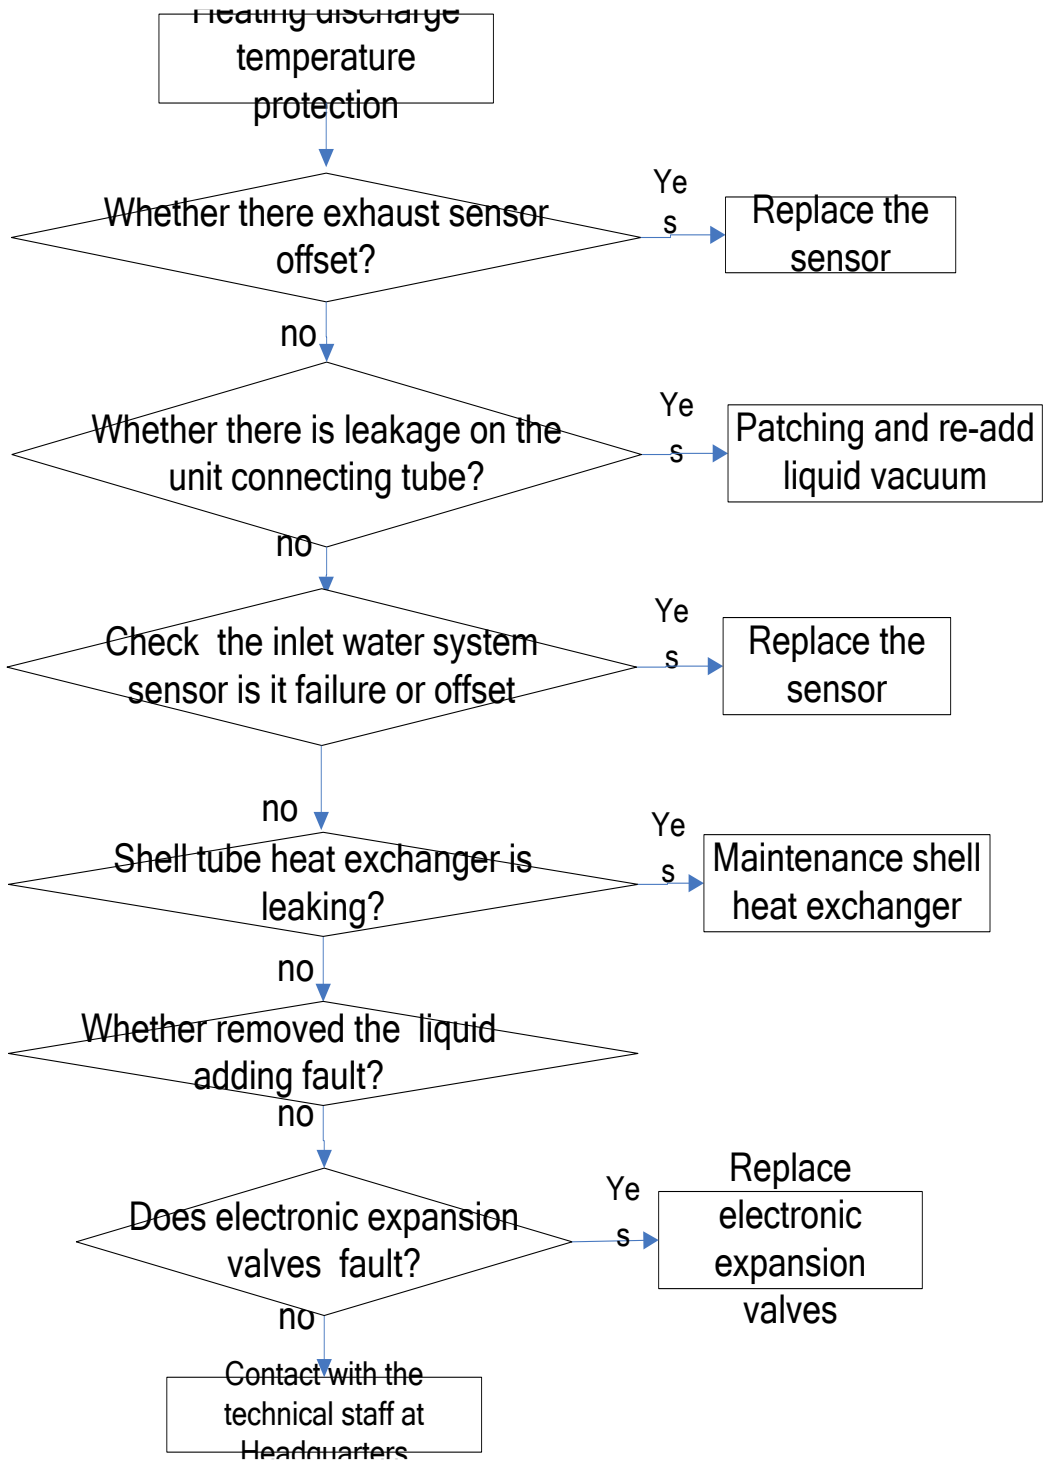 Heating discharge
temperature
protection
Whether there exhaust sensor
offset?
Ye
s
Replace the
sensor
no
Whether there is leakage on the
unit connecting tube?
Ye
s
Patching and re-add
liquid vacuum
no
Check the inlet water system
sensor is it failure or offset
Ye
s
Replace the
sensor
no
Shell tube heat exchanger is
leaking?
Ye
s
Maintenance shell
heat exchanger
no
Whether removed the liquid
adding fault?
no
Does electronic expansion
valves fault?
Ye
s
Replace
electronic
expansion
valves
no
Contact with the
technical staff at
Headquarters